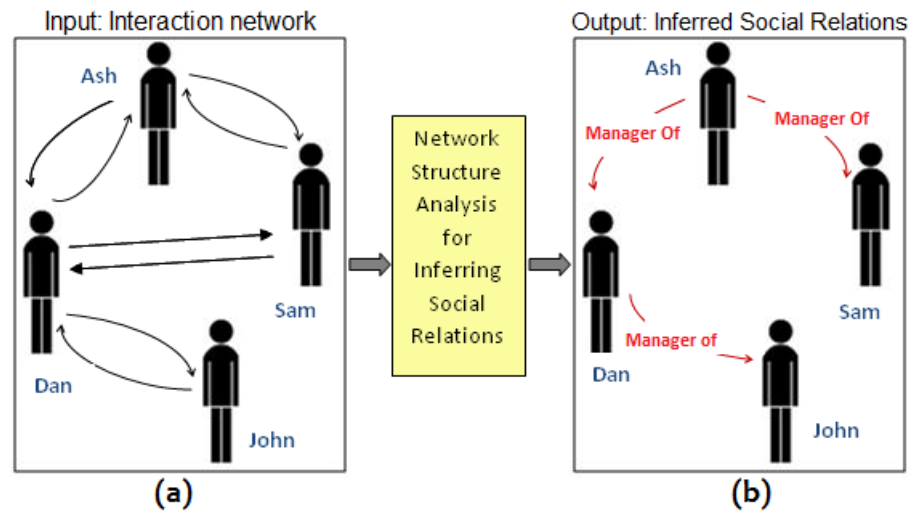 Input: Interaction network
Output: Inferred Social Relations
Ash
Sam
Dan
John
Network
Structure
Analysis
for
Inferring
Social
Relations
Ash
Manager Of
Manager Of
Sam
Manager of
Dan
John
(a)
(b)